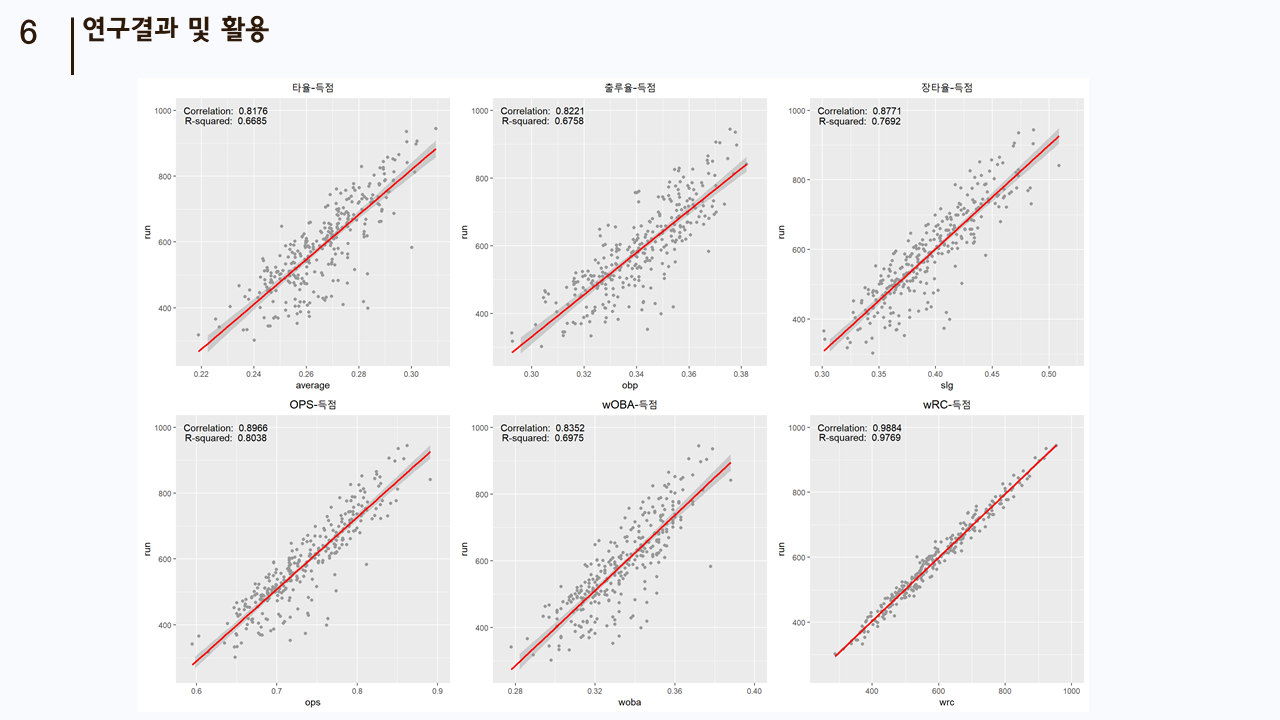 6
연구결과 및 활용
타율-득점
Correlation: 0.8176
R-squared: 0.6685
1000
800
600
400
run
0.22 0.24 0.26 0.28 0.30
average
출루율-득점
Correlation: 0.8221
R-squared: 0.6758
1000
800
600
400
run
0.30 0.32 0.34 0.36 0.38
obp
장타율-득점
Correlation: 0.8771
R-squared: 0.7692
1000
800
600
400
run
0.30 0.35 0.40 0.45 0.50
slg
OPS-득점
Correlation: 0.8966
R-squared: 0.8038
1000
800
600
400
run
0.6 0.7 0.8 0.9
ops
wOBA-득점
Correlation: 0.8352
R-squared: 0.6975
1000
800
600
400
run
0.28 0.32 0.36 0.40
woba
wRC-득점
Correlation: 0.9884
R-squared: 0.9769
1000
800
600
400
run
400 600 800 1000
wrc